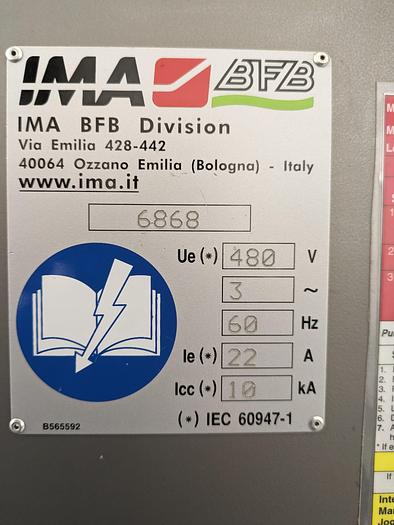 IMA BFB
IMA BFB Division
Via Emilia 428-442
40064 Ozzano Emilia (Bologna) - Italy
www.ima.it
6868
Ue (*) 480 V
3 ~
60 Hz
Ie (*) 22 A
Icc (*) 10 kA
B565592 (*) IEC 60947-1